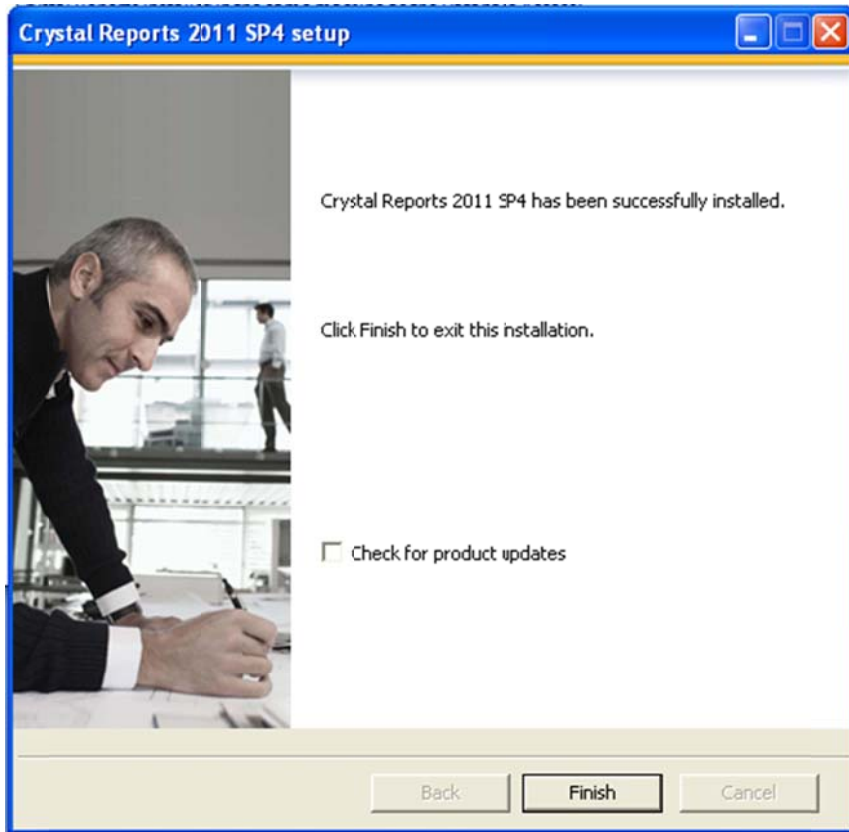 Crystal Reports 2011 SP4 setup
Crystal Reports 2011 SP4 has been successfully installed.
Click Finish to exit this installation.
Check for product updates
Back
Finish
Cancel